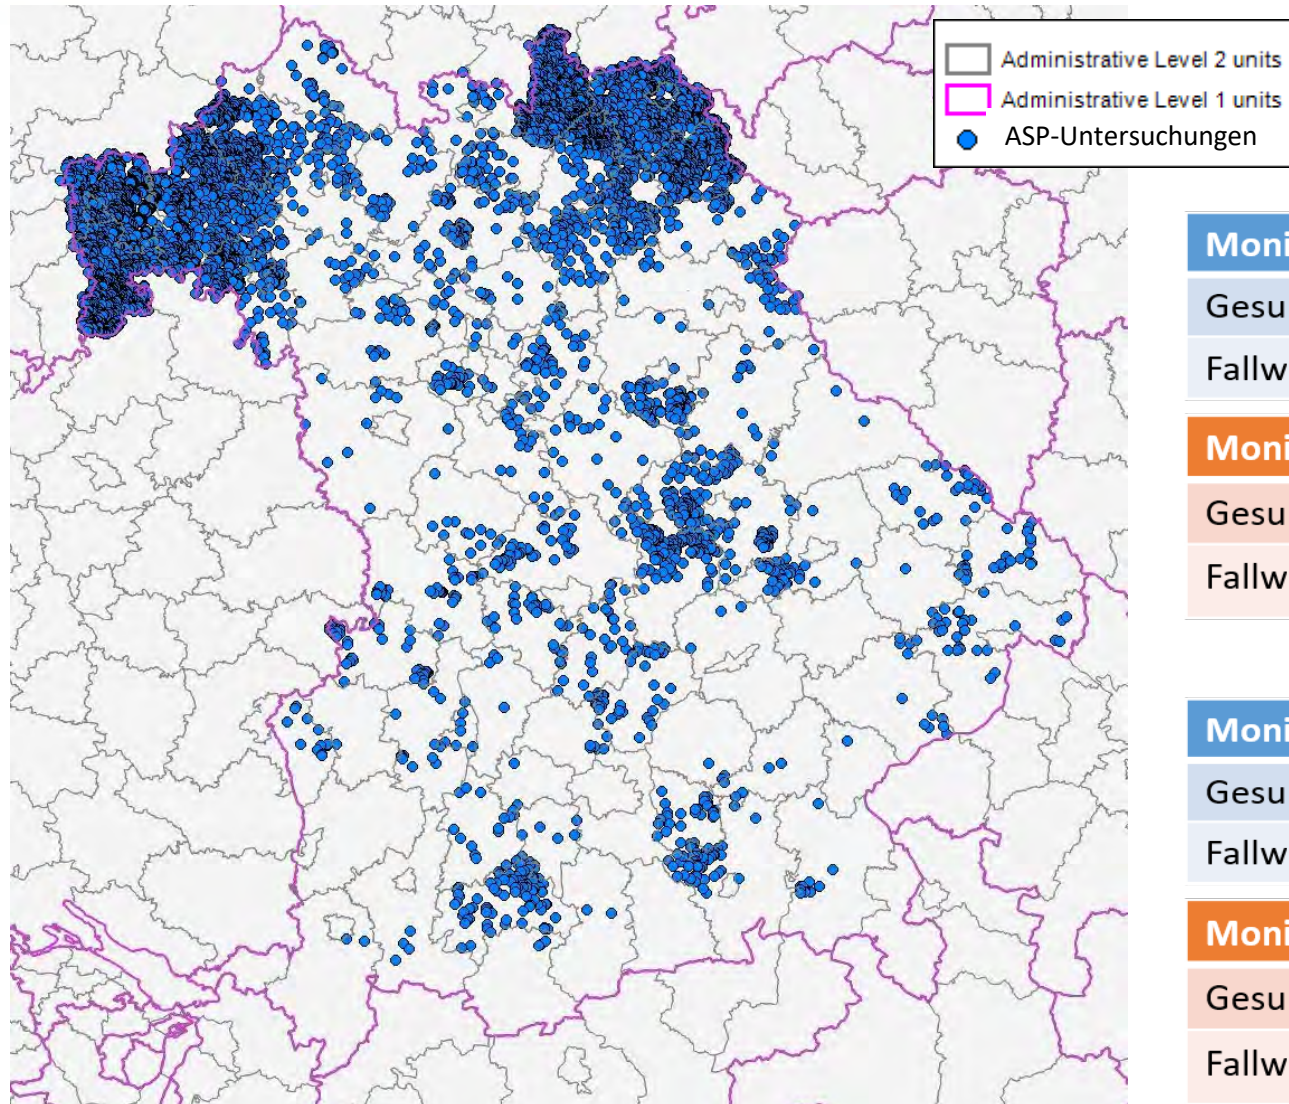 Administrative Level 2 units
Administrative Level 1 units
ASP-Untersuchungen
Moni
Gesu
Fallw
Moni
Gesu
Fallw
Moni
Gesu
Fallw
Moni
Gesu
Fallw